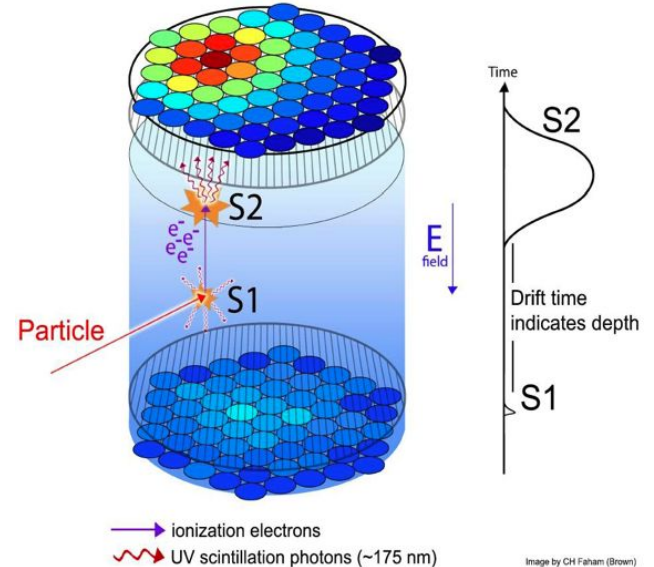 Time
S2
S2
e-
e- e-
e-
e-
E
field
Drift time
indicates depth
S1
Particle
S1
ionization electrons
UV scintillation photons (~175 nm)
Image by CH Faham (Brown)